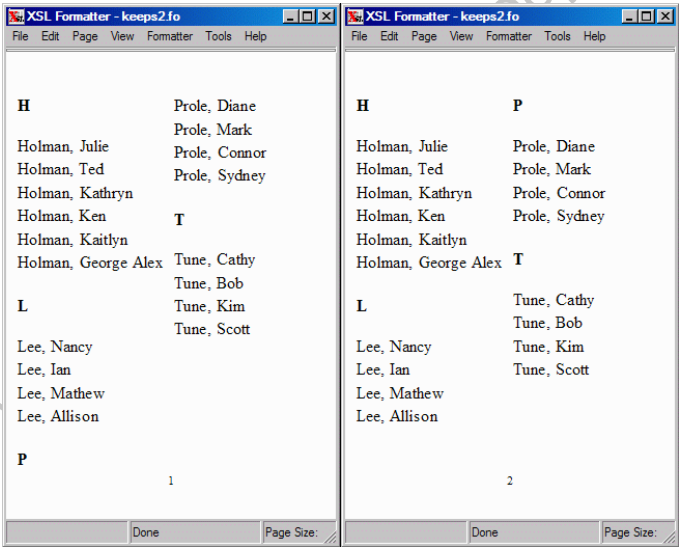 XSL Formatter - keeps2.fo
File Edit Page View Formatter Tools Help
H
Holman, Julie
Holman, Ted
Holman, Kathryn
Holman, Ken
Holman, Kaitlyn
Holman, George Alex
L
Lee, Nancy
Lee, Ian
Lee, Mathew
Lee, Allison
P
Prole, Diane
Prole, Mark
Prole, Connor
Prole, Sydney
T
Tune, Cathy
Tune, Bob
Tune, Kim
Tune, Scott
1
Done
Page Size:
XSL Formatter - keeps2.fo
File Edit Page View Formatter Tools Help
H
Holman, Julie
Holman, Ted
Holman, Kathryn
Holman, Ken
Holman, Kaitlyn
Holman, George Alex
L
Lee, Nancy
Lee, Ian
Lee, Mathew
Lee, Allison
P
Prole, Diane
Prole, Mark
Prole, Connor
Prole, Sydney
T
Tune, Cathy
Tune, Bob
Tune, Kim
Tune, Scott
2
Done
Page Size: